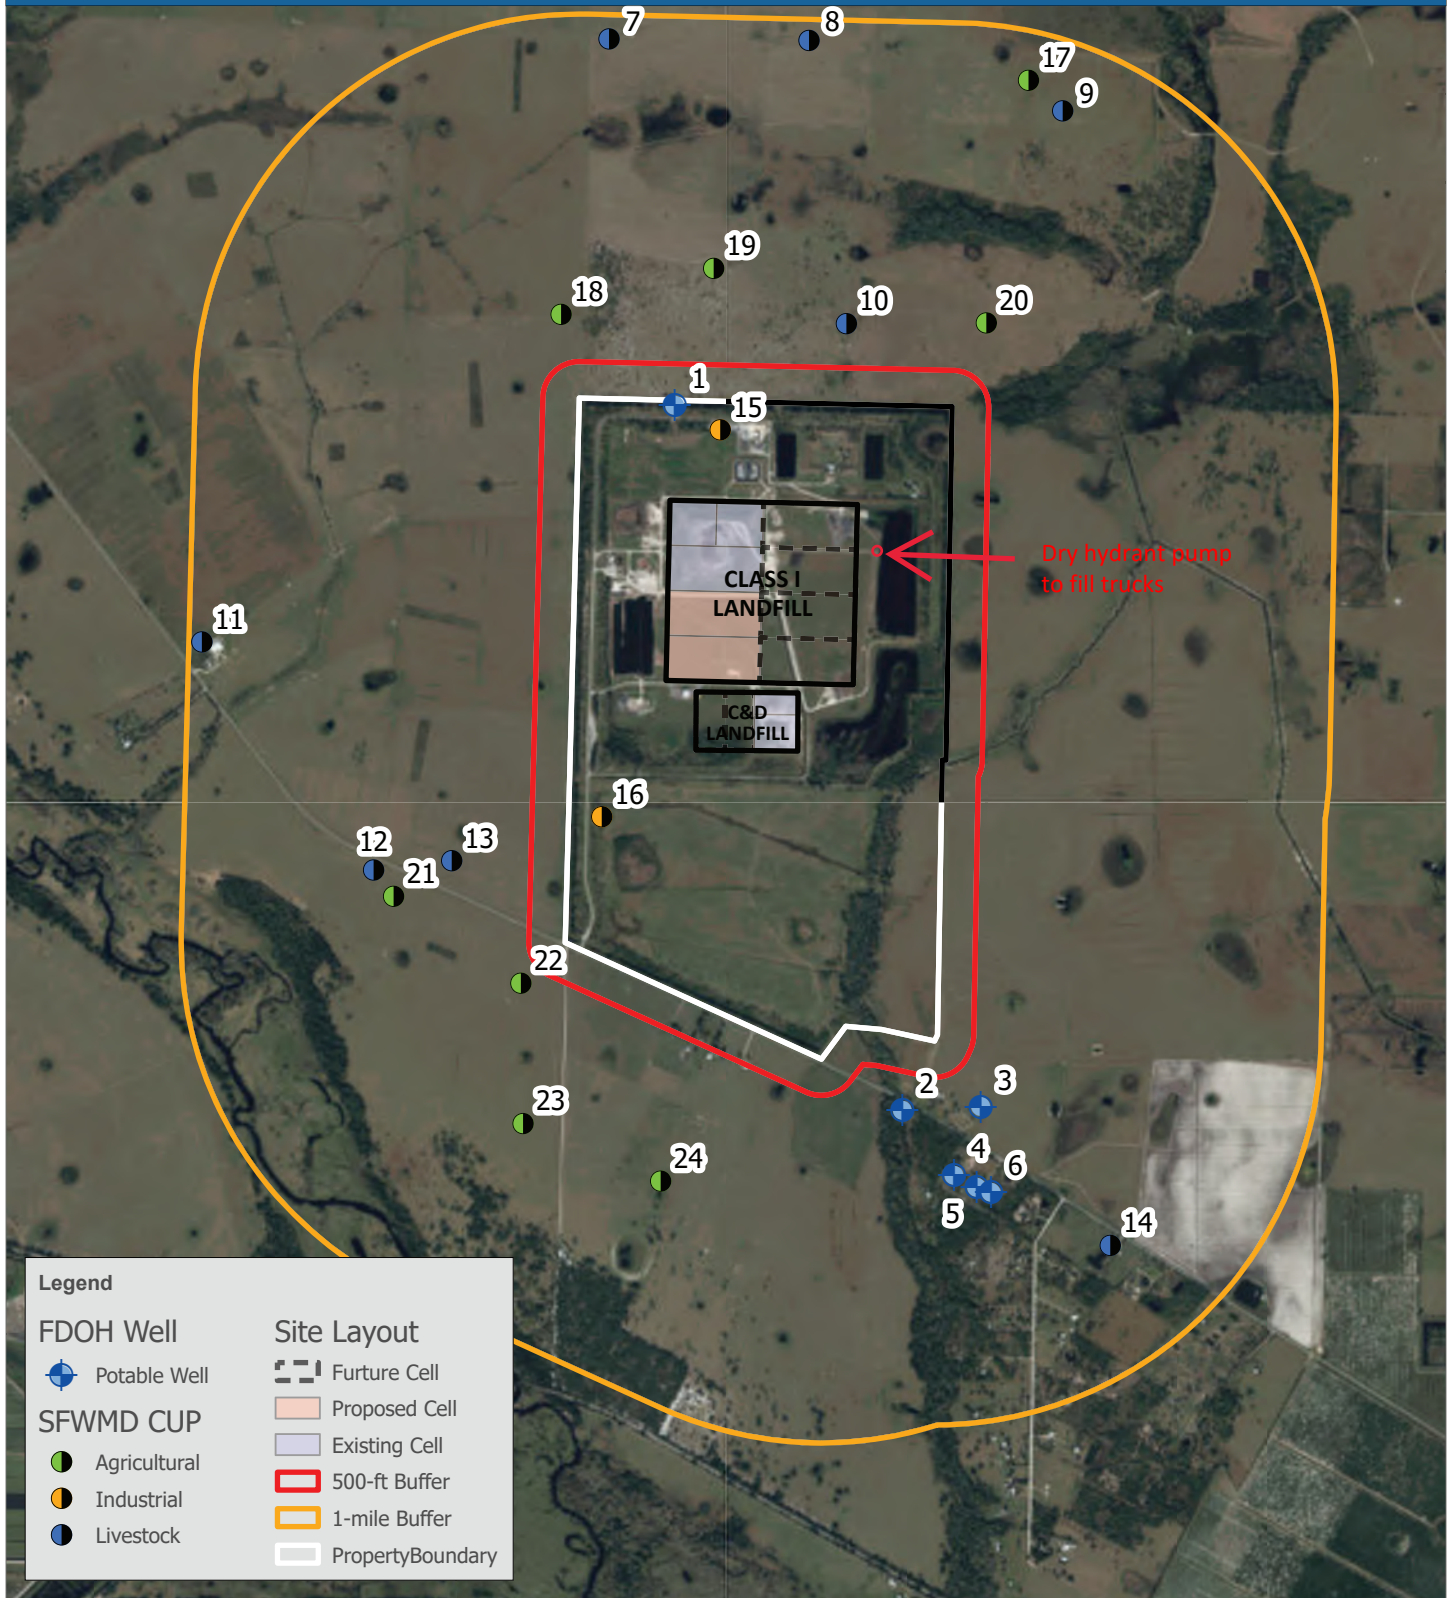 7
8
17
9
19
18
10
20
1
15
Dry hydrant pump
to fill trucks
CLASS I
LANDFILL
11
C&D
LANDFILL
16
12
13
21
22
2
3
23
4
24
6
5
14
Legend
FDOH Well
Potable Well
SFWMD CUP
Agricultural
Industrial
Livestock
Site Layout
Furture Cell
Proposed Cell
Existing Cell
500-ft Buffer
1-mile Buffer
PropertyBoundary